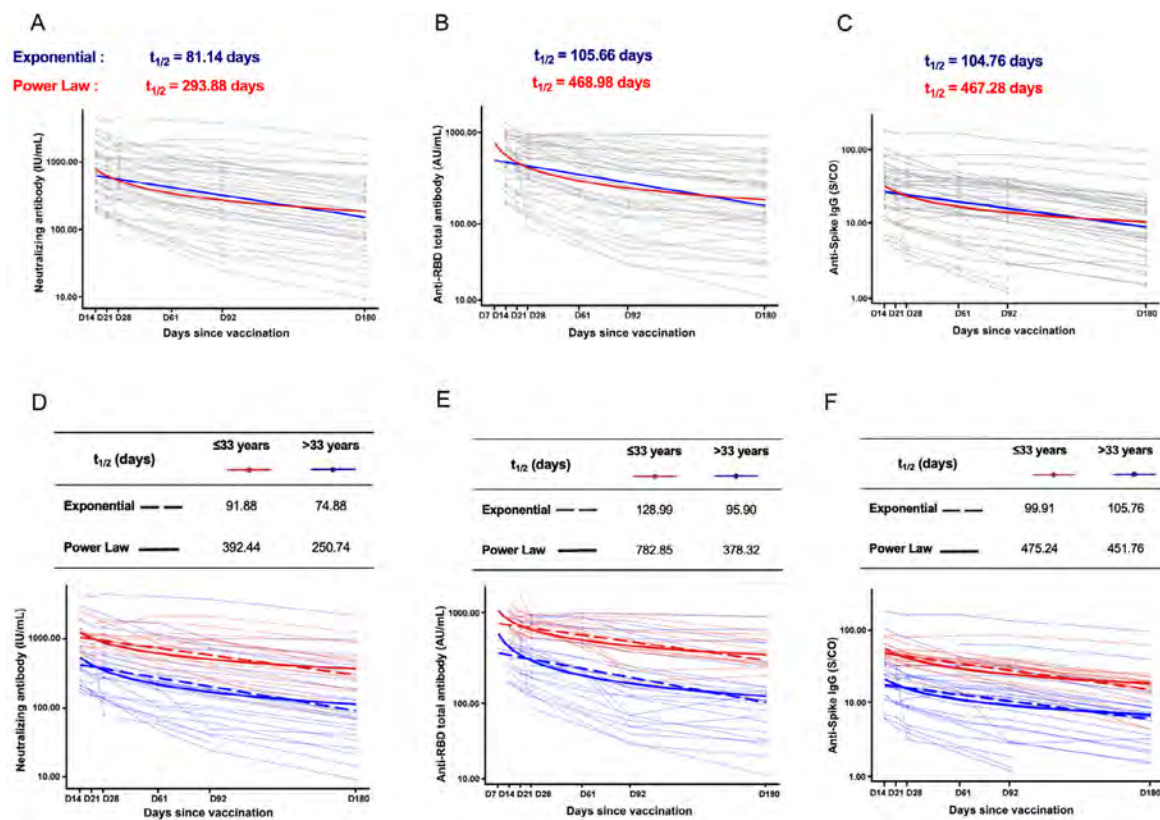 A
B
C
Exponential : t1/2 = 81.14 days
t1/2 = 105.66 days
t1/2 = 104.76 days
Power Law : t1/2 = 293.88 days
t1/2 = 468.98 days
t1/2 = 467.28 days
Neutralizing antibody (IU/mL)
1000.00
100.00
10.00
D14 D21 D28 D61 D92 D180
Days since vaccination
Anti-RBD total antibody (AU/mL)
1000.00
100.00
10.00
D7 D14 D21 D28 D61 D92 D180
Days since vaccination
Anti-Spike IgG (S/CO)
100.00
10.00
1.00
D14 D21 D28 D61 D92 D180
Days since vaccination
D
t1/2 (days) ≤33 years >33 years
Exponential 91.88 74.88
Power Law 392.44 250.74
Neutralizing antibody (IU/mL)
1000.00
100.00
10.00
D14 D21 D28 D61 D92 D180
Days since vaccination
E
t1/2 (days) ≤33 years >33 years
Exponential 128.99 95.90
Power Law 782.85 378.32
Anti-RBD total antibody (AU/mL)
1000.00
100.00
10.00
D7 D14 D21 D28 D61 D92 D180
Days since vaccination
F
t1/2 (days) ≤33 years >33 years
Exponential 99.91 105.76
Power Law 475.24 451.76
Anti-Spike IgG (S/CO)
100.00
10.00
1.00
D14 D21 D28 D61 D92 D180
Days since vaccination